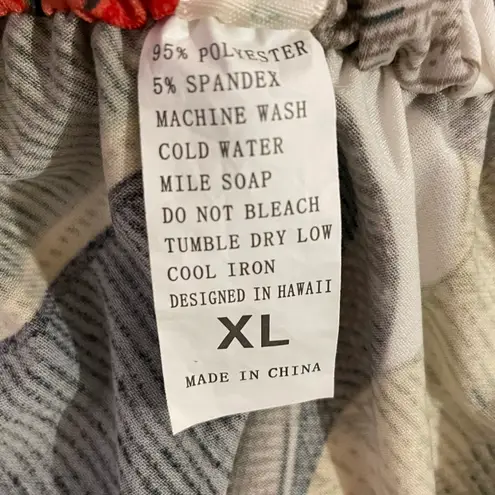 95% POLYESTER
5% SPANDEX
MACHINE WASH
COLD WATER
MILE SOAP
DO NOT BLEACH
TUMBLE DRY LOW
COOL IRON
DESIGNED IN HAWAII
XL
MADE IN CHINA